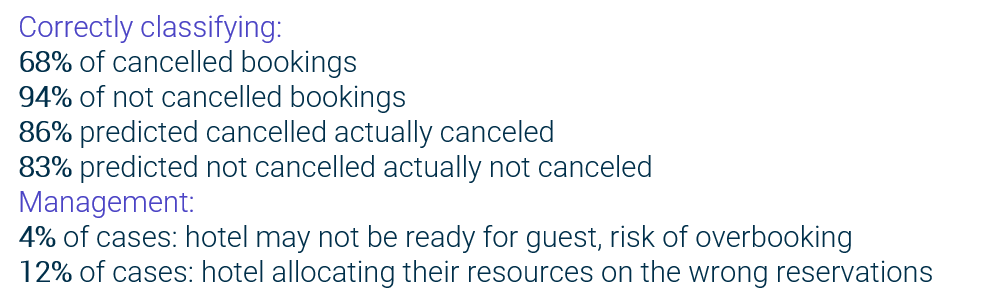 Correctly classifying:
68% of cancelled bookings
94% of not cancelled bookings
86% predicted cancelled actually canceled
83% predicted not cancelled actually not canceled
Management:
4% of cases: hotel may not be ready for guest, risk of overbooking
12% of cases: hotel allocating their resources on the wrong reservations